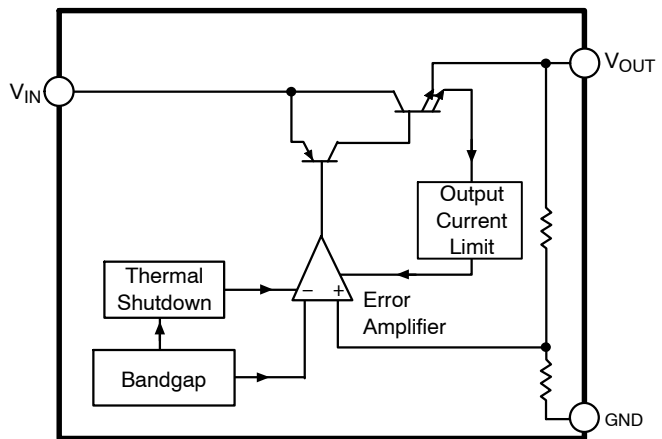 VIN
VOUT
Output
Current
Limit
Thermal
Shutdown
− +
Error
Amplifier
Bandgap
GND